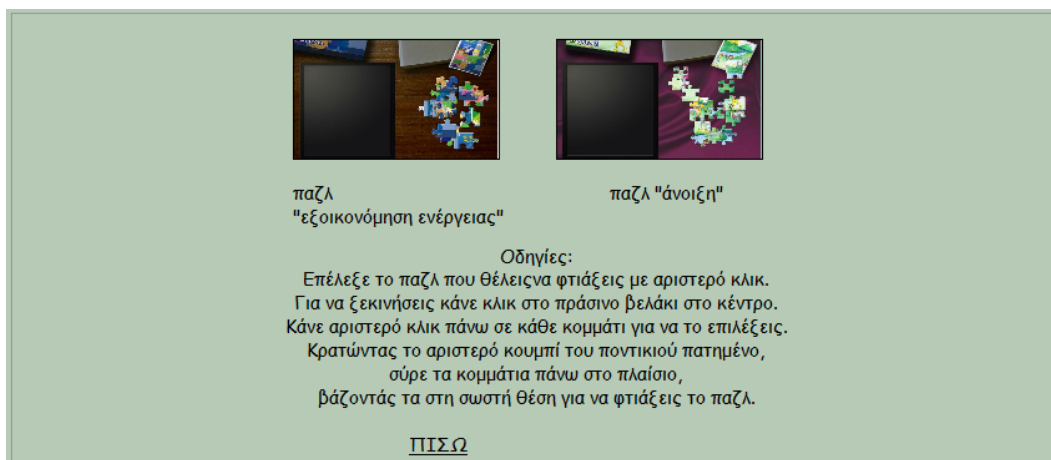 παζλ
"εξοικονόμηση ενέργειας"
παζλ "άνοιξη"
Οδηγίες:
Επέλεξε το παζλ που θέλειςνα φτιάξεις με αριστερό κλικ.
Για να ξεκινήσεις κάνε κλικ στο πράσινο βελάκι στο κέντρο.
Κάνε αριστερό κλικ πάνω σε κάθε κομμάτι για να το επιλέξεις.
Κρατώντας το αριστερό κουμπί του ποντικιού πατημένο,
σύρε τα κομμάτια πάνω στο πλαίσιο,
βάζοντάς τα στη σωστή θέση για να φτιάξεις το παζλ.
ΠΙΣΩ